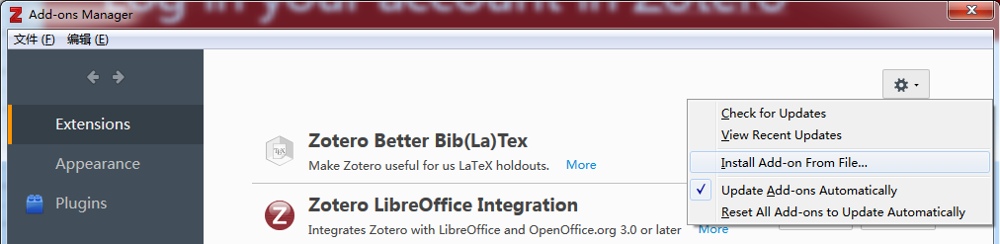 Log in your account in Zotero
Z Add-ons Manager
文件 (F) 编辑 (E)
Extensions
Appearance
Plugins
Zotero Better Bib(La)Tex
Make Zotero useful for us LaTeX holdouts. More
Zotero LibreOffice Integration
Integrates Zotero with LibreOffice and OpenOffice.org 3.0 or later More
Check for Updates
View Recent Updates
Install Add-on From File...
Update Add-ons Automatically
Reset All Add-ons to Update Automatically